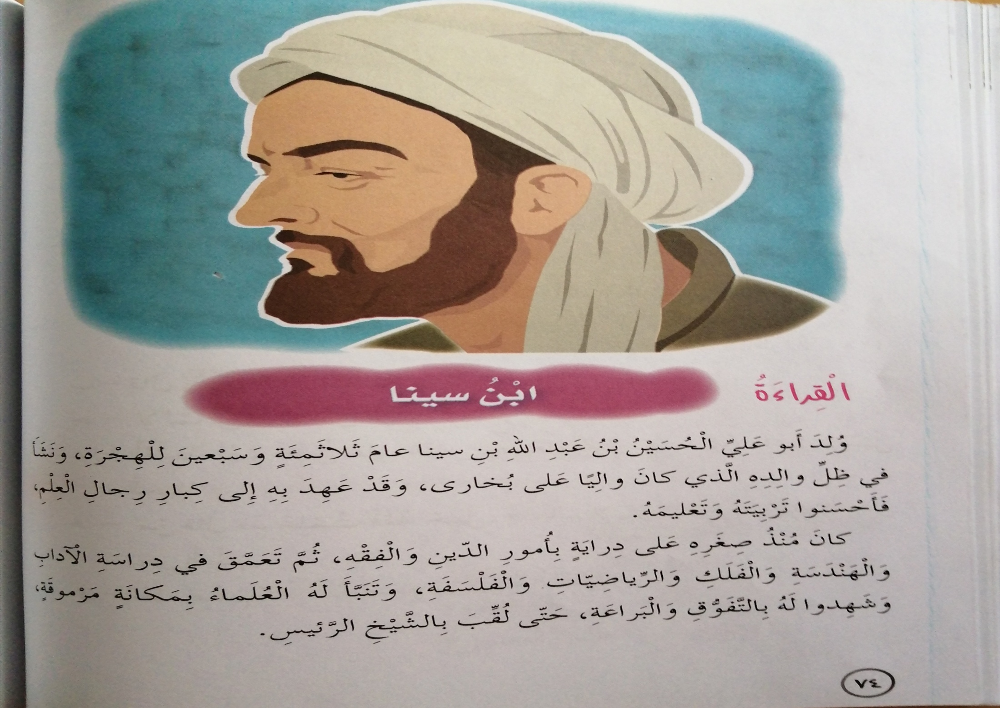 الْقِراءَةُ
ابْنُ سينا
وُلِدَ أَبو عَلِيٍّ الْحُسَيْنُ بْنُ عَبْدِ اللّٰهِ بْنِ سينا عامَ ثَلاثَمِئَةٍ وَسَبْعينَ لِلْهِجْرَةِ، وَنَشَأَ
في ظِلِّ والِدِهِ الَّذي كانَ والِيًا عَلى بُخارى، وَقَدْ عَهِدَ بِهِ إِلى كِبارِ رِجالِ الْعِلْمِ،
فَأَحْسَنوا تَرْبِيَتَهُ وَتَعْليمَهُ.
كانَ مُنْذُ صِغَرِهِ عَلى دِرايَةٍ بِأُمورِ الدّينِ وَالْفِقْهِ، ثُمَّ تَعَمَّقَ في دِراسَةِ الْآدابِ
وَالْهَنْدَسَةِ وَالْفَلَكِ وَالرِّياضِيّاتِ وَالْفَلْسَفَةِ، وَتَنَبَّأَ لَهُ الْعُلَماءُ بِمَكانَةٍ مَرْموقَةٍ،
وَشَهِدوا لَهُ بِالتَّفَوُّقِ وَالْبَراعَةِ، حَتّى لُقِّبَ بِالشَّيْخِ الرَّئيسِ.
٧٤